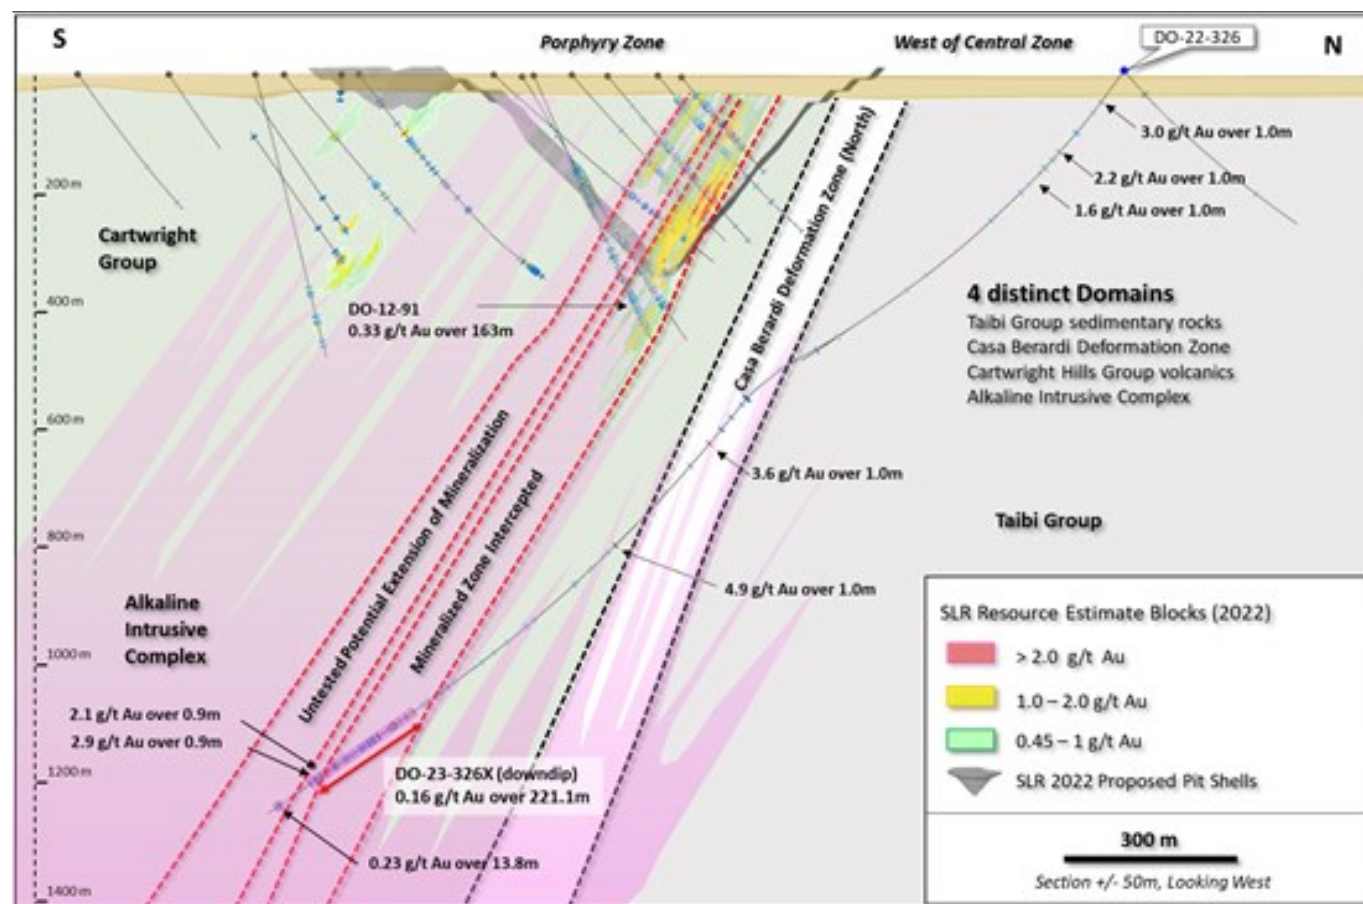 S
Porphyry Zone
West of Central Zone
DO-22-326
N
3.0 g/t Au over 1.0m
2.2 g/t Au over 1.0m
1.6 g/t Au over 1.0m
200 m
Cartwright
Group
Casa Berardi Deformation Zone (North)
400 m
DO-12-91
0.33 g/t Au over 163m
4 distinct Domains
Taibi Group sedimentary rocks
Casa Berardi Deformation Zone
Cartwright Hills Group volcanics
Alkaline Intrusive Complex
600 m
Untested Potential Extension of Mineralization
Mineralized Zone Intercepted
3.6 g/t Au over 1.0m
Taibi Group
800 m
4.9 g/t Au over 1.0m
Alkaline
Intrusive
Complex
1000 m
2.1 g/t Au over 0.9m
2.9 g/t Au over 0.9m
1200 m
DO-23-326X (downdip)
0.16 g/t Au over 221.1m
0.23 g/t Au over 13.8m
1400 m
SLR Resource Estimate Blocks (2022)
> 2.0 g/t Au
1.0 – 2.0 g/t Au
0.45 – 1 g/t Au
SLR 2022 Proposed Pit Shells
300 m
Section +/- 50m, Looking West